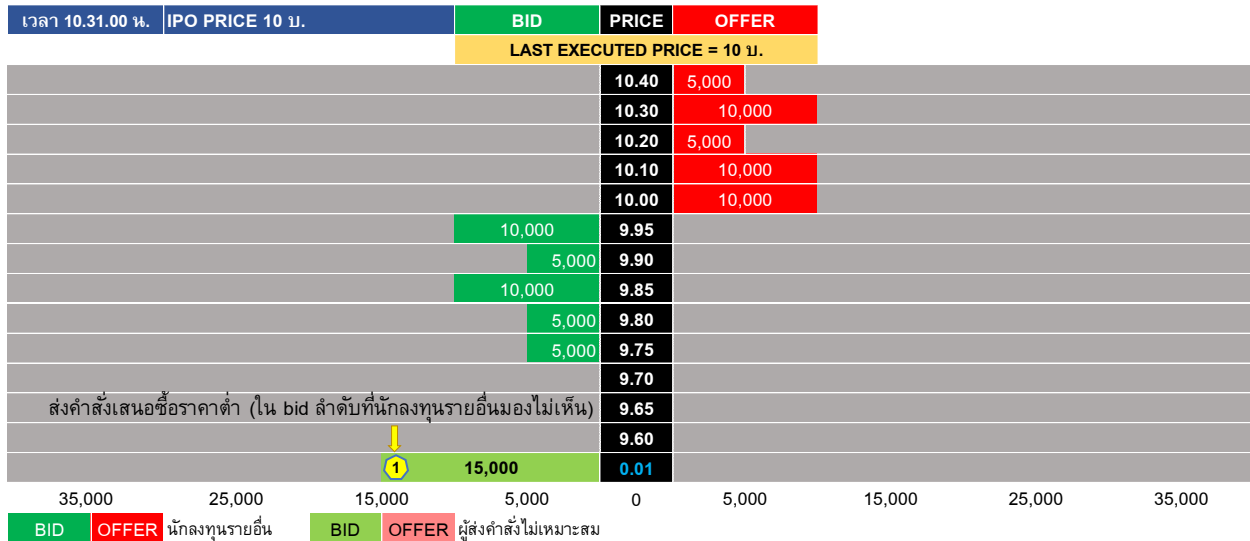 เวลา 10.31.00 น. IPO PRICE 10 บ. BID PRICE OFFER
LAST EXECUTED PRICE = 10 บ.
10.40 5,000
10.30 10,000
10.20 5,000
10.10 10,000
10.00 10,000
10,000 9.95
5,000 9.90
10,000 9.85
5,000 9.80
5,000 9.75
9.70
ส่งคำสั่งเสนอซื้อราคาต่ำ (ใน bid ลำดับที่นักลงทุนรายอื่นมองไม่เห็น) 9.65
9.60
1 15,000 0.01
35,000 25,000 15,000 5,000 0 5,000 15,000 25,000 35,000
BID OFFER นักลงทุนรายอื่น BID OFFER ผู้ส่งคำสั่งไม่เหมาะสม